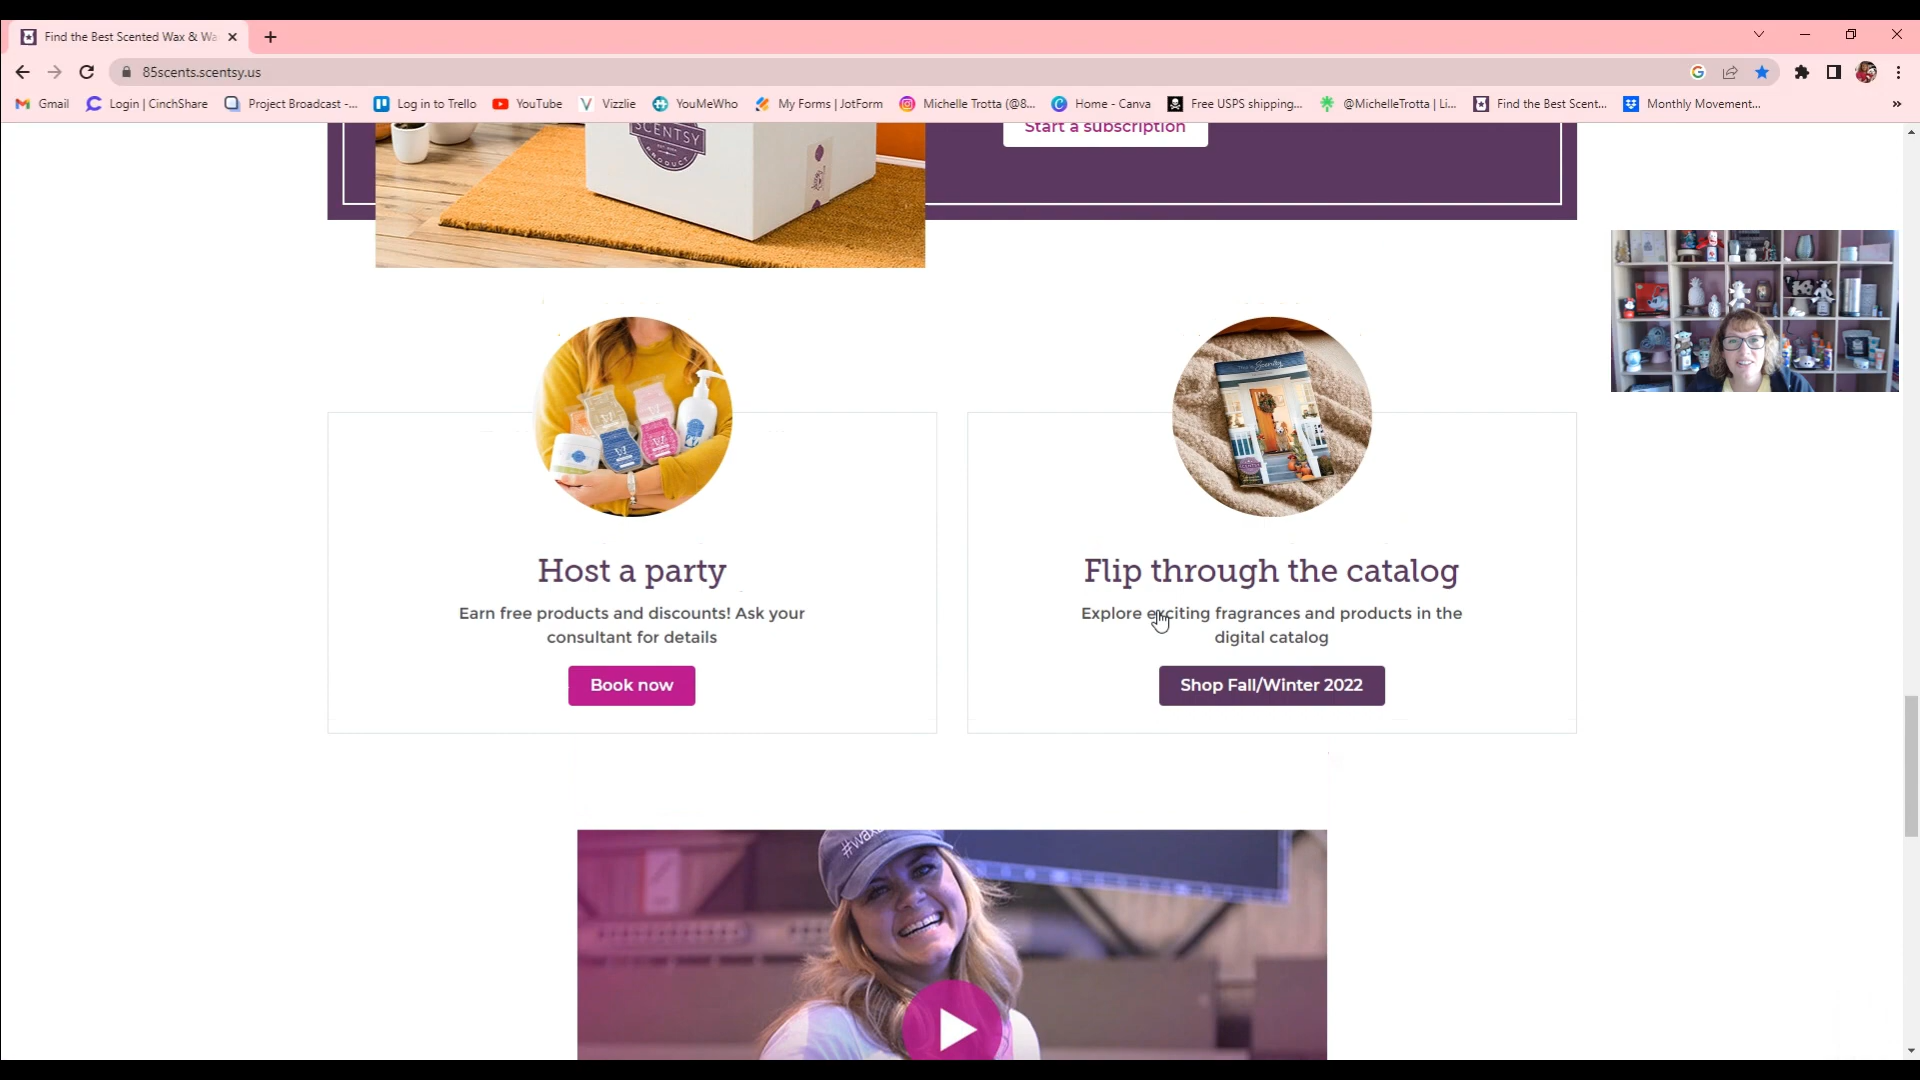 Find the Best Scented Wax & Wa
85scents.scentsy.us
Gmail
Login | CinchShare
Project Broadcast -...
Log in to Trello
YouTube
Vizzlie
YouMeWho
My Forms | JotForm
Michelle Trotta (@8...
Home - Canva
Free USPS shipping...
@MichelleTrotta | Li...
Find the Best Scent...
Monthly Movement...
»
SCENTSY
PRODUCT
Start a subscription
Scentsy
Host a party
Earn free products and discounts! Ask your
consultant for details
Book now
Flip through the catalog
Explore exciting fragrances and products in the
digital catalog
Shop Fall/Winter 2022